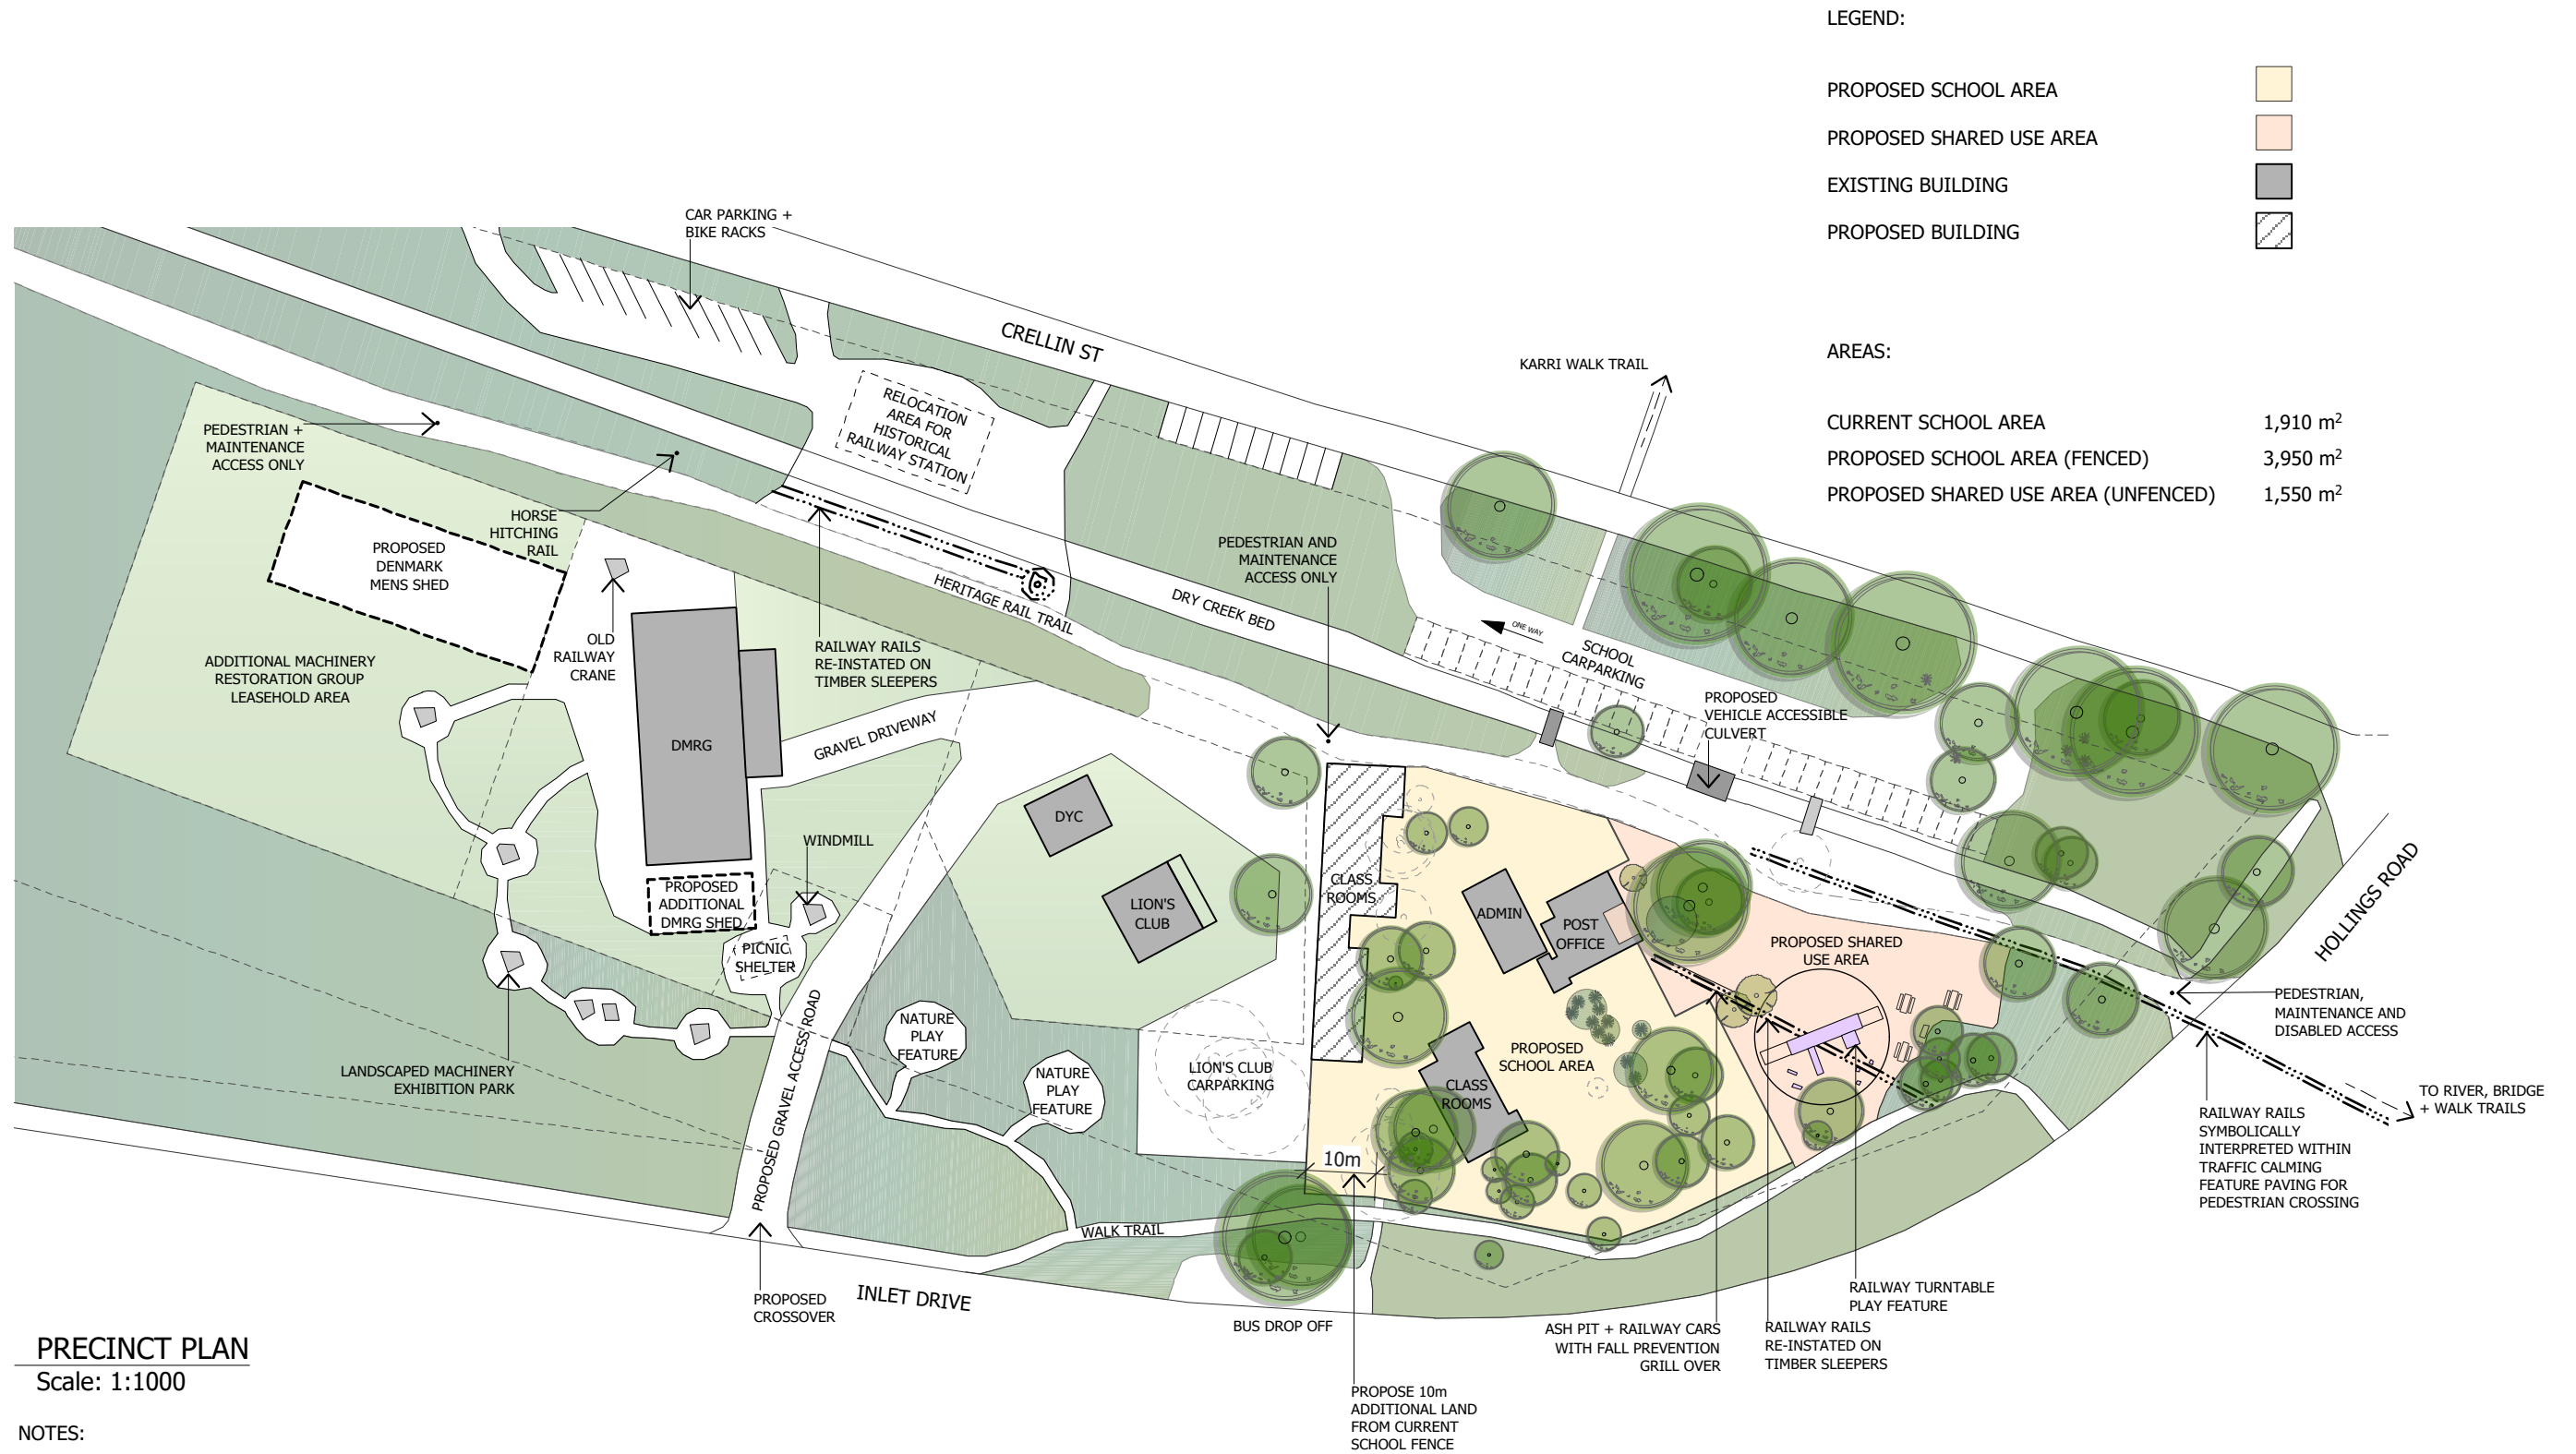 LEGEND:
PROPOSED SCHOOL AREA
PROPOSED SHARED USE AREA
EXISTING BUILDING
PROPOSED BUILDING
AREAS:
CURRENT SCHOOL AREA 1,910 m²
PROPOSED SCHOOL AREA (FENCED) 3,950 m²
PROPOSED SHARED USE AREA (UNFENCED) 1,550 m²
CAR PARKING +
BIKE RACKS
CRELLIN ST
KARRI WALK TRAIL
RELOCATION
AREA FOR
HISTORICAL
RAILWAY STATION
PEDESTRIAN +
MAINTENANCE
ACCESS ONLY
HORSE
HITCHING
RAIL
PROPOSED
DENMARK
MENS SHED
PEDESTRIAN AND
MAINTENANCE
ACCESS ONLY
HERITAGE RAIL TRAIL
DRY CREEK BED
ONE WAY
SCHOOL
CARPARKING
OLD
RAILWAY
CRANE
RAILWAY RAILS
RE-INSTATED ON
TIMBER SLEEPERS
ADDITIONAL MACHINERY
RESTORATION GROUP
LEASEHOLD AREA
PROPOSED
VEHICLE ACCESSIBLE
CULVERT
DMRG
GRAVEL DRIVEWAY
DYC
WINDMILL
LION'S
CLUB
PROPOSED
ADDITIONAL
DMRG SHED
PICNIC
SHELTER
CLASS
ROOMS
ADMIN
POST
OFFICE
PROPOSED SHARED
USE AREA
HOLLINGS ROAD
PEDESTRIAN,
MAINTENANCE AND
DISABLED ACCESS
NATURE
PLAY
FEATURE
NATURE
PLAY
FEATURE
LION'S CLUB
CARPARKING
PROPOSED
SCHOOL AREA
CLASS
ROOMS
LANDSCAPED MACHINERY
EXHIBITION PARK
PROPOSED GRAVEL ACCESS ROAD
TO RIVER, BRIDGE
+ WALK TRAILS
RAILWAY RAILS
SYMBOLICALLY
INTERPRETED WITHIN
TRAFFIC CALMING
FEATURE PAVING FOR
PEDESTRIAN CROSSING
10m
WALK TRAIL
INLET DRIVE
PROPOSED
CROSSOVER
BUS DROP OFF
RAILWAY TURNTABLE
PLAY FEATURE
ASH PIT + RAILWAY CARS
WITH FALL PREVENTION
GRILL OVER
RAILWAY RAILS
RE-INSTATED ON
TIMBER SLEEPERS
PROPOSE 10m
ADDITIONAL LAND
FROM CURRENT
SCHOOL FENCE
PRECINCT PLAN
Scale: 1:1000
NOTES: